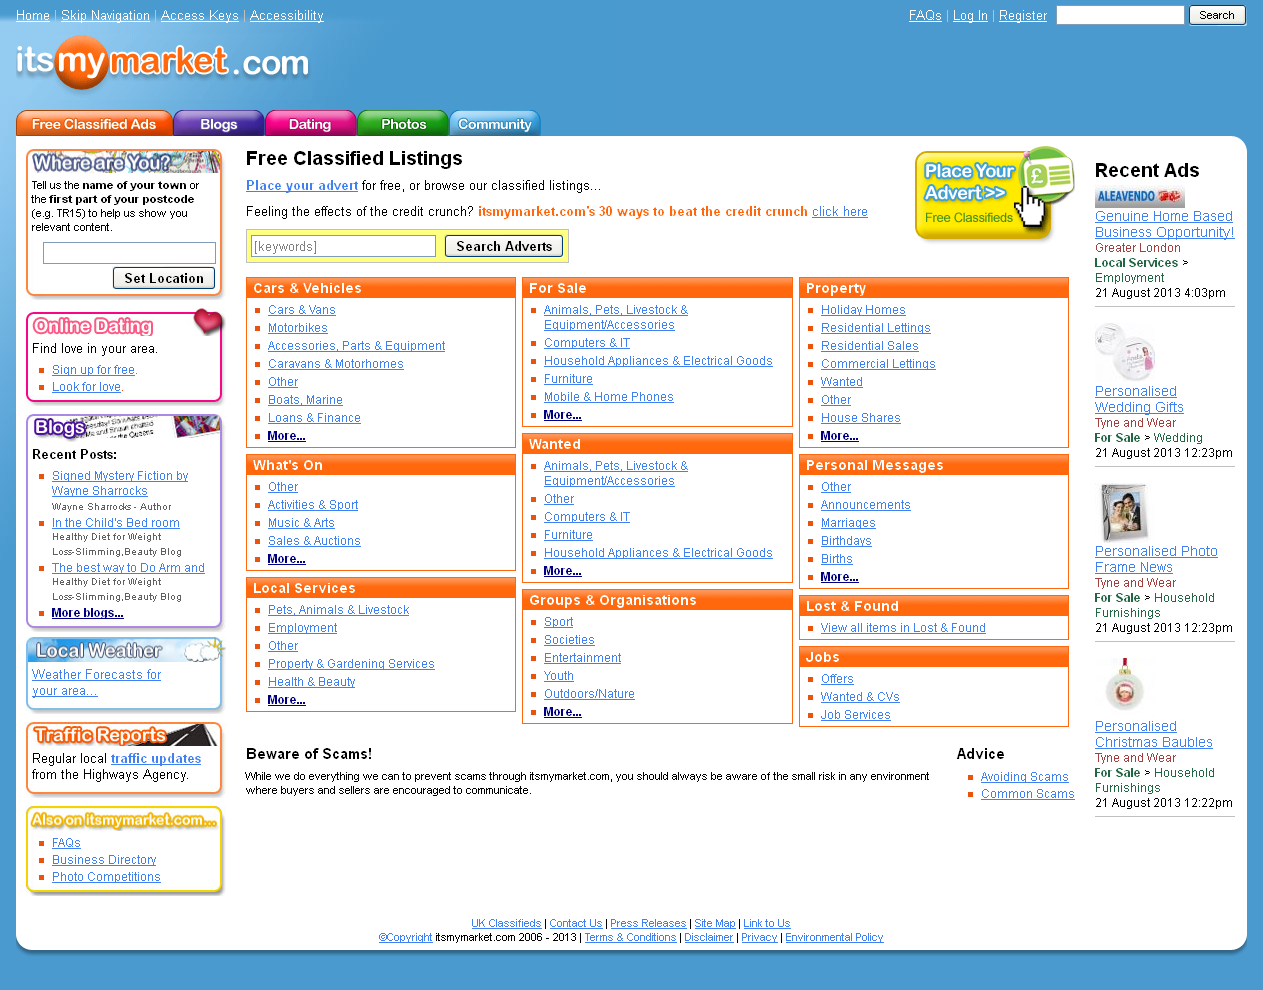 Home | Skip Navigation | Access Keys | Accessibility
FAQs | Log In | Register
Search
itsmymarket.com
Free Classified Ads
Blogs
Dating
Photos
Community
Where are You?
Tell us the name of your town or
the first part of your postcode
(e.g. TR15) to help us show you
relevant content.
Set Location
Online Dating
Find love in your area.
Sign up for free.
Look for love.
Blogs
Recent Posts:
Signed Mystery Fiction by
Wayne Sharrocks
Wayne Sharrocks - Author
In the Child's Bed room
Healthy Diet for Weight
Loss-Slimming,Beauty Blog
The best way to Do Arm and
Healthy Diet for Weight
Loss-Slimming,Beauty Blog
More blogs...
Local Weather
Weather Forecasts for
your area...
Traffic Reports
Regular local traffic updates
from the Highways Agency.
Also on itsmymarket.com...
FAQs
Business Directory
Photo Competitions
Free Classified Listings
Place your advert for free, or browse our classified listings...
Feeling the effects of the credit crunch? itsmymarket.com's 30 ways to beat the credit crunch click here
[keywords]
Search Adverts
Place Your
Advert >>
Free Classifieds
£
Cars & Vehicles
Cars & Vans
Motorbikes
Accessories, Parts & Equipment
Caravans & Motorhomes
Other
Boats, Marine
Loans & Finance
More...
What's On
Other
Activities & Sport
Music & Arts
Sales & Auctions
More...
Local Services
Pets, Animals & Livestock
Employment
Other
Property & Gardening Services
Health & Beauty
More...
For Sale
Animals, Pets, Livestock &
Equipment/Accessories
Computers & IT
Household Appliances & Electrical Goods
Furniture
Mobile & Home Phones
More...
Wanted
Animals, Pets, Livestock &
Equipment/Accessories
Other
Computers & IT
Furniture
Household Appliances & Electrical Goods
More...
Groups & Organisations
Sport
Societies
Entertainment
Youth
Outdoors/Nature
More...
Property
Holiday Homes
Residential Lettings
Residential Sales
Commercial Lettings
Wanted
Other
House Shares
More...
Personal Messages
Other
Announcements
Marriages
Birthdays
Births
More...
Lost & Found
View all items in Lost & Found
Jobs
Offers
Wanted & CVs
Job Services
Beware of Scams!
While we do everything we can to prevent scams through itsmymarket.com, you should always be aware of the small risk in any environment
where buyers and sellers are encouraged to communicate.
Advice
Avoiding Scams
Common Scams
Recent Ads
ALEAVENDO
Genuine Home Based
Business Opportunity!
Greater London
Local Services >
Employment
21 August 2013 4:03pm
Personalised
Wedding Gifts
Tyne and Wear
For Sale > Wedding
21 August 2013 12:23pm
Personalised Photo
Frame News
Tyne and Wear
For Sale > Household
Furnishings
21 August 2013 12:23pm
Personalised
Christmas Baubles
Tyne and Wear
For Sale > Household
Furnishings
21 August 2013 12:22pm
UK Classifieds | Contact Us | Press Releases | Site Map | Link to Us
©Copyright itsmymarket.com 2006 - 2013 | Terms & Conditions | Disclaimer | Privacy | Environmental Policy